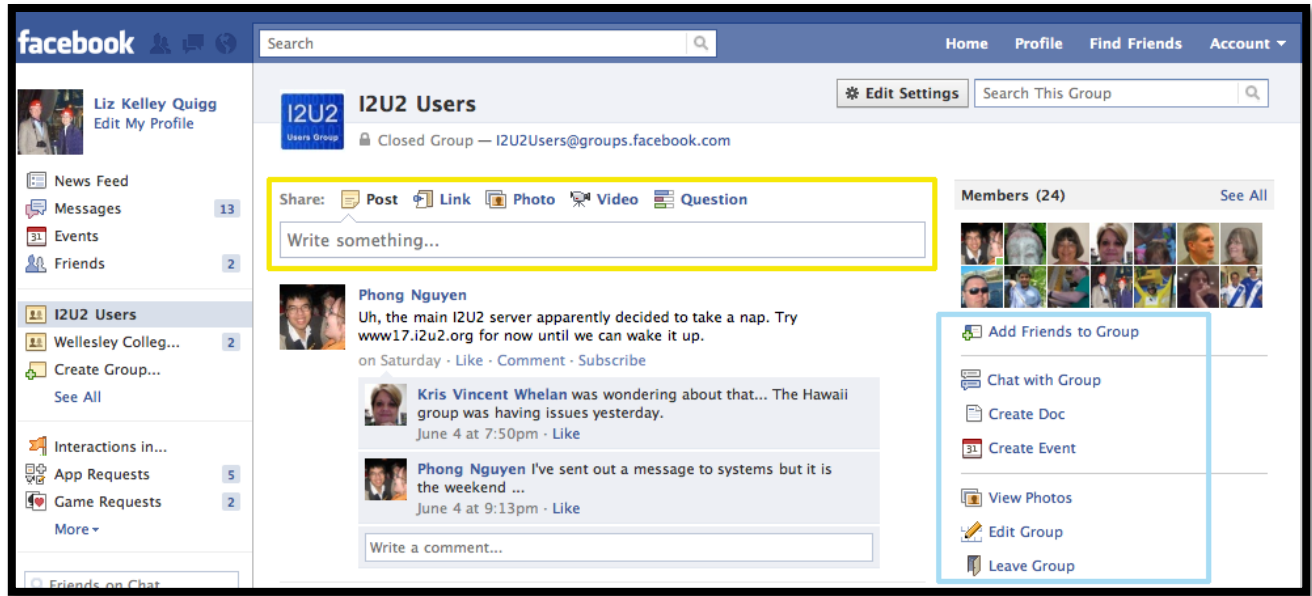 facebook
Search
Home Profile Find Friends Account
Liz Kelley Quigg
Edit My Profile
News Feed
Messages 13
Events
Friends 2
I2U2 Users
Wellesley Colleg... 2
Create Group...
See All
Interactions in...
App Requests 5
Game Requests 2
More
Friends on Chat
I2U2
Users Group
I2U2 Users
Edit Settings
Search This Group
Closed Group — I2U2Users@groups.facebook.com
Share: Post Link Photo Video Question
Write something...
Phong Nguyen
Uh, the main I2U2 server apparently decided to take a nap. Try
www17.i2u2.org for now until we can wake it up.
on Saturday · Like · Comment · Subscribe
Kris Vincent Whelan was wondering about that... The Hawaii
group was having issues yesterday.
June 4 at 7:50pm · Like
Phong Nguyen I've sent out a message to systems but it is
the weekend ...
June 4 at 9:13pm · Like
Write a comment...
Members (24) See All
Add Friends to Group
Chat with Group
Create Doc
31 Create Event
View Photos
Edit Group
Leave Group